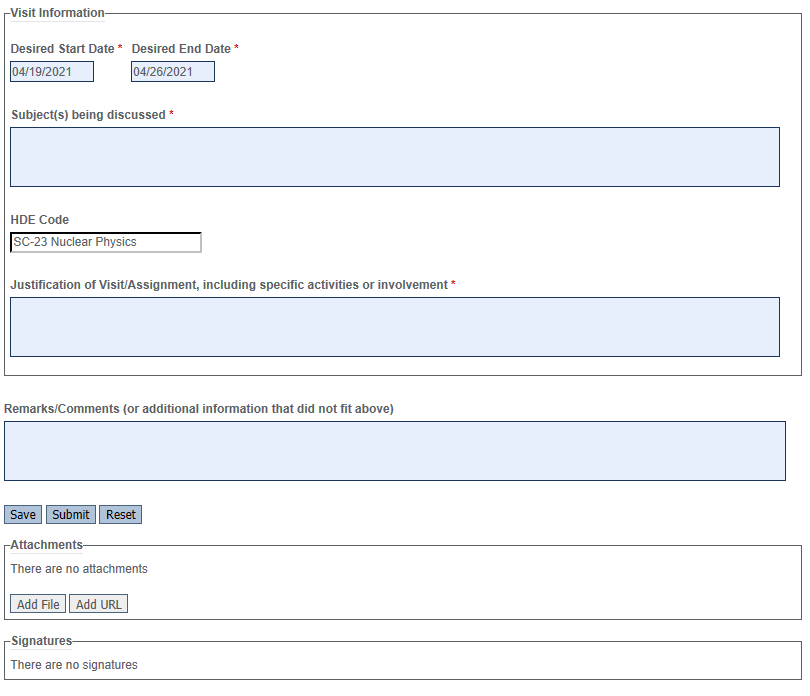 Visit Information
Desired Start Date * Desired End Date *
04/19/2021 04/26/2021
Subject(s) being discussed *
HDE Code
SC-23 Nuclear Physics
Justification of Visit/Assignment, including specific activities or involvement *
Remarks/Comments (or additional information that did not fit above)
Save Submit Reset
Attachments
There are no attachments
Add File Add URL
Signatures
There are no signatures